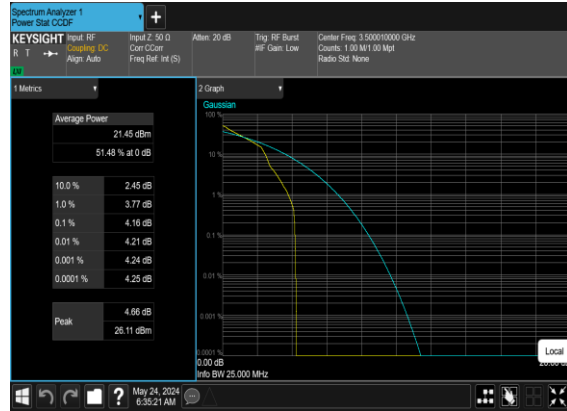 Spectrum Analyzer 1
Power Stat CCDF
KEYSIGHT
R T
LV
Input: RF
Coupling: DC
Align: Auto
Input Z: 50 Ω
Corr CCorr
Freq Ref: Int (S)
Atten: 20 dB
Trig: RF Burst
#IF Gain: Low
Center Freq: 3.500010000 GHz
Counts: 1.00 M/1.00 Mpt
Radio Std: None
1 Metrics
Average Power
21.45 dBm
51.48 % at 0 dB
10.0 % 2.45 dB
1.0 % 3.77 dB
0.1 % 4.16 dB
0.01 % 4.21 dB
0.001 % 4.24 dB
0.0001 % 4.25 dB
Peak
4.66 dB
26.11 dBm
2 Graph
Gaussian
100 %
10 %
1 %
0.1 %
0.01 %
0.001 %
0.0001 %
0.00 dB
Info BW 25.000 MHz
Local
?
May 24, 2024
6:35:21 AM